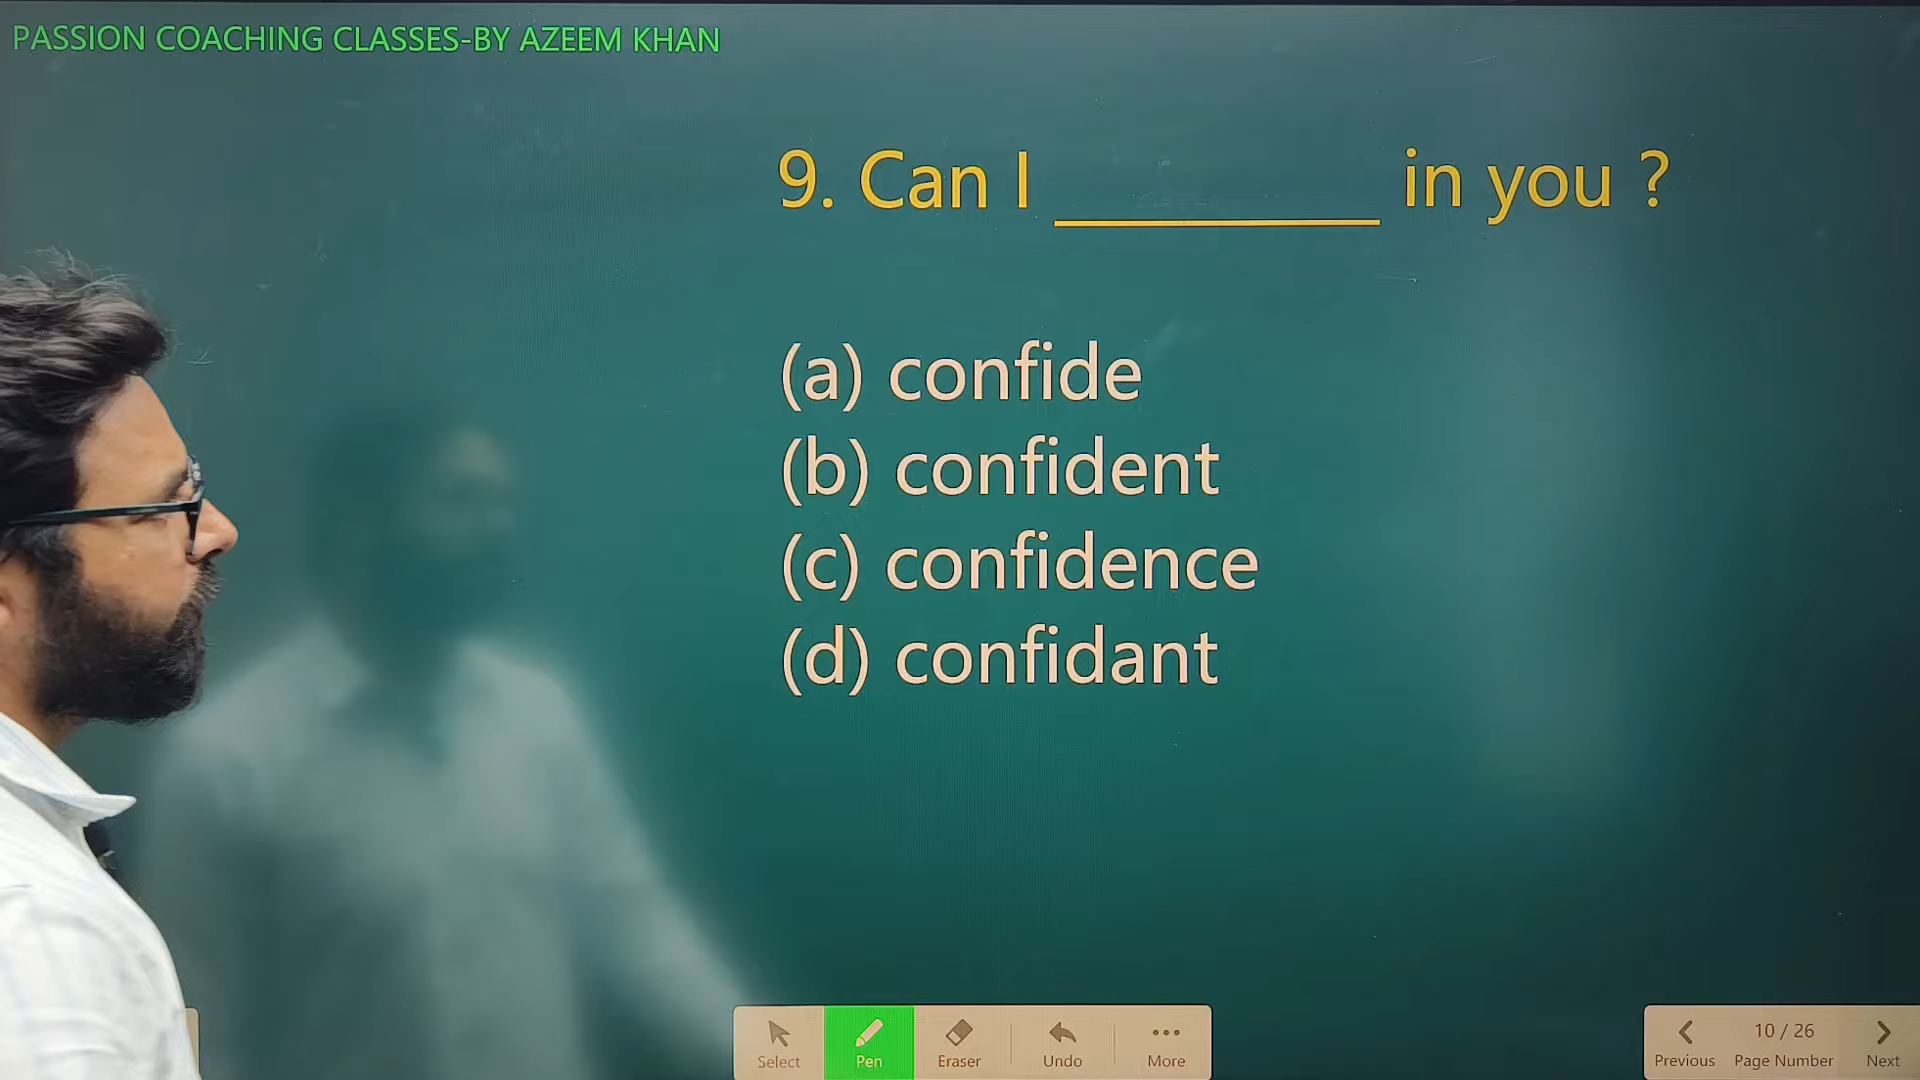 PASSION COACHING CLASSES-BY AZEEM KHAN
9. Can I ________ in you ?
(a) confide
(b) confident
(c) confidence
(d) confidant
Select Pen Eraser Undo More
10 / 26
Previous Page Number Next